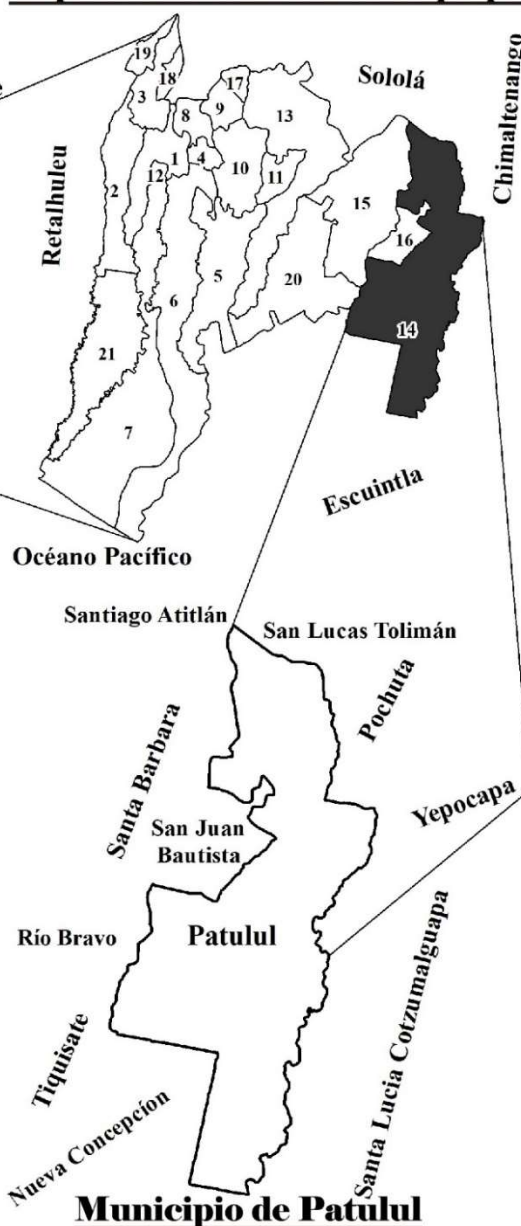 19
18
17
Sololá
Chimaltenango
3
8
9
13
1
4
10
11
12
2
15
16
Retalhuleu
5
20
6
14
21
7
Escuintla
Océano Pacífico
Santiago Atitlán
San Lucas Tolimán
Pochuta
Santa Barbara
Yepocapa
San Juan
Bautista
Río Bravo
Patulul
Santa Lucia Cotzumalguapa
Tiquisate
Nueva Concepcíon
Municipio de Patulul